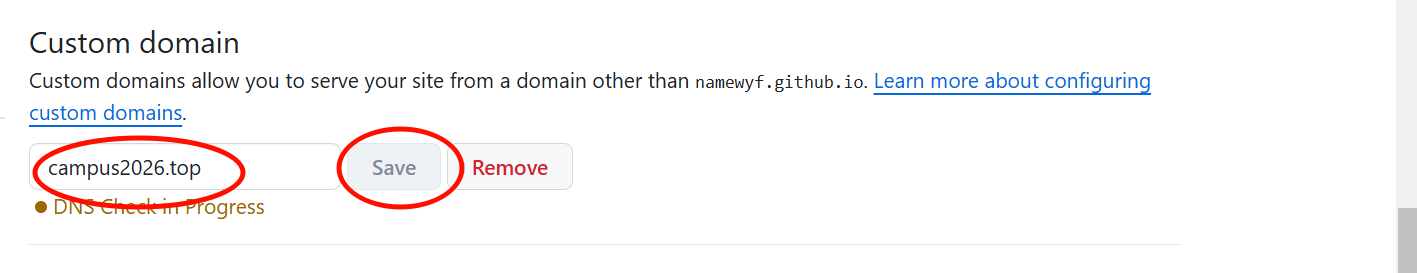 Custom domain
Custom domains allow you to serve your site from a domain other than namewyf.github.io. Learn more about configuring
custom domains.
campus2026.top Save Remove
DNS Check in Progress